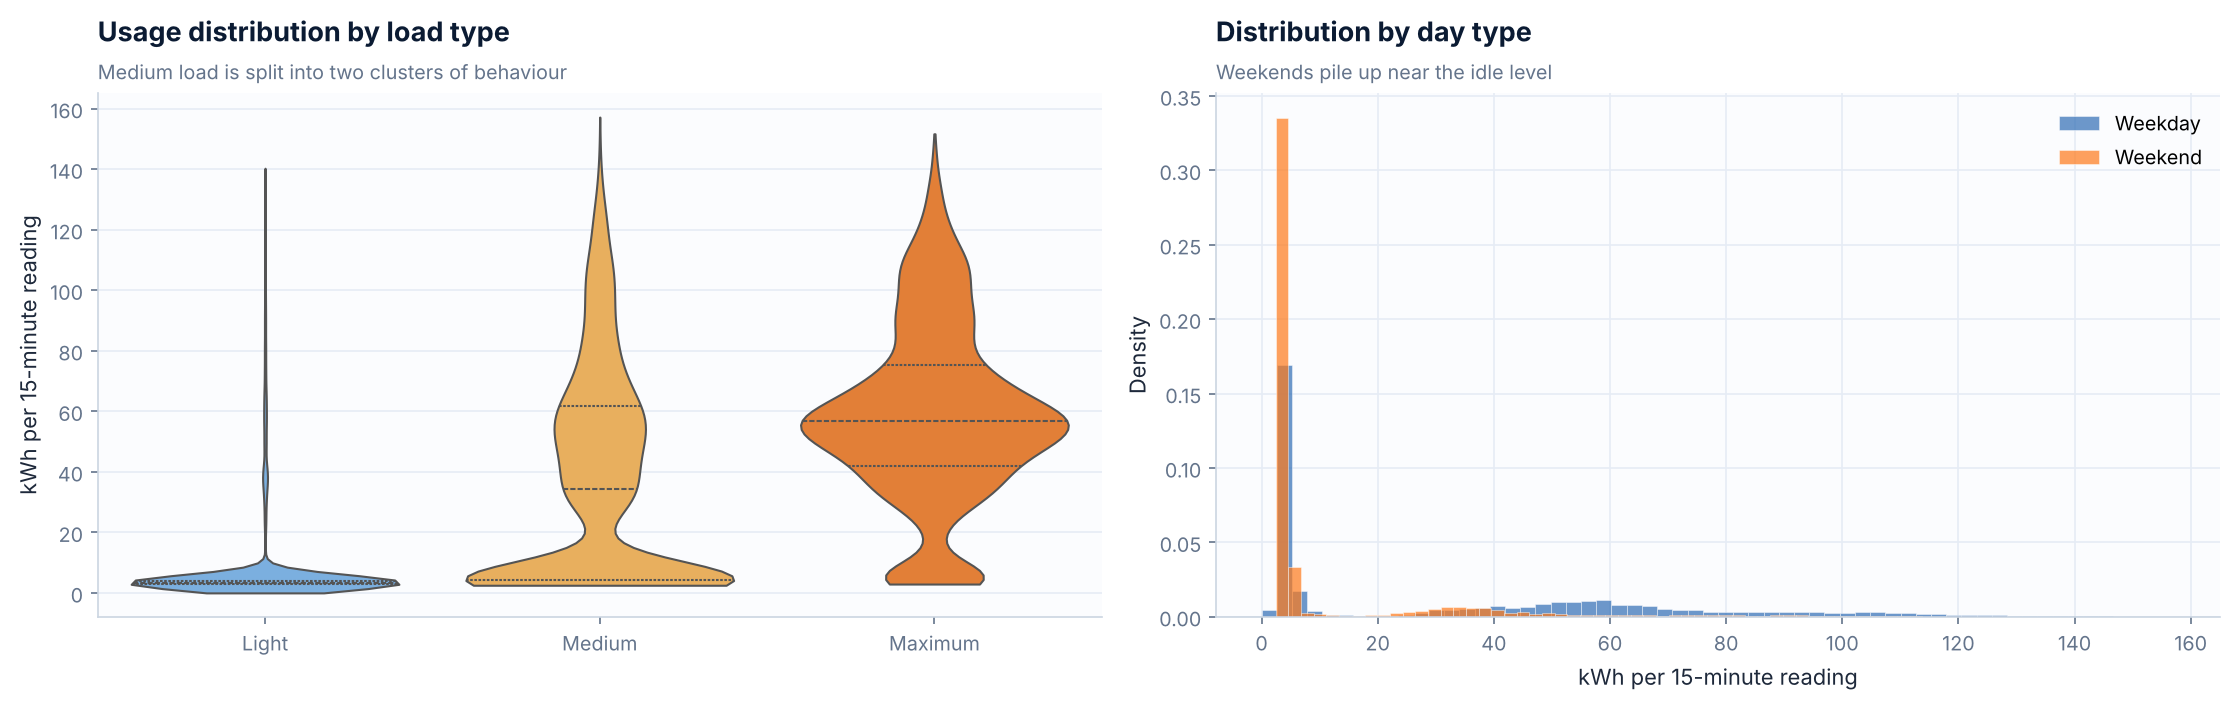 Usage distribution by load type
Medium load is split into two clusters of behaviour
kWh per 15-minute reading
160
140
120
100
80
60
40
20
0
Light Medium Maximum
Distribution by day type
Weekends pile up near the idle level
Density
0.35
0.30
0.25
0.20
0.15
0.10
0.05
0.00
Weekday
Weekend
0 20 40 60 80 100 120 140 160
kWh per 15-minute reading